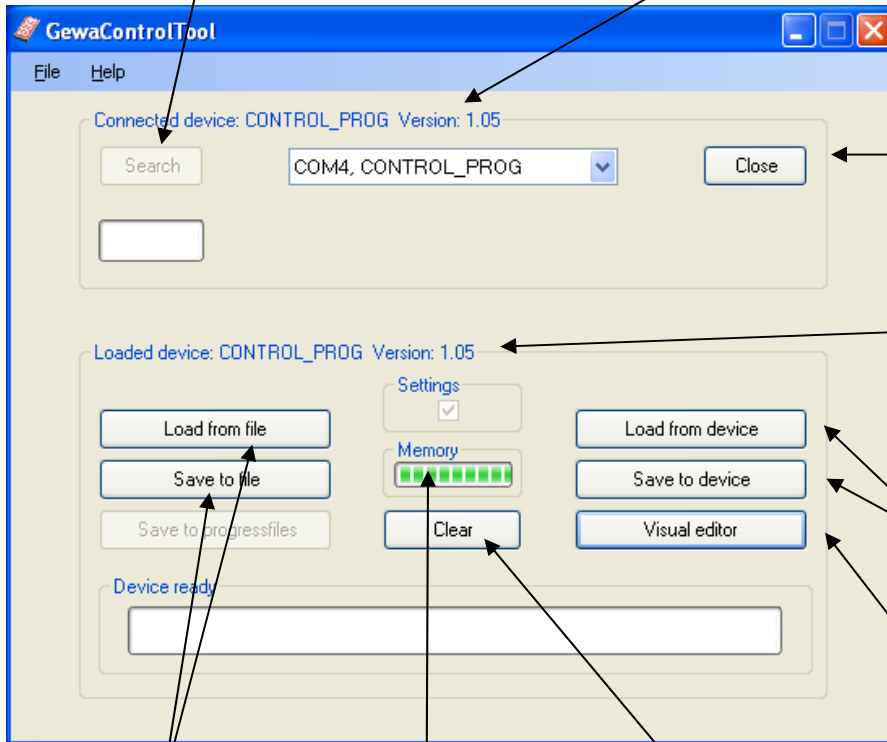 GewaControlTool
File Help
Connected device: CONTROL_PROG Version: 1.05
Search COM4, CONTROL_PROG Close
Loaded device: CONTROL_PROG Version: 1.05
Settings
Load from file Load from device
Memory
Save to file Save to device
Save to progressfiles Clear Visual editor
Device ready